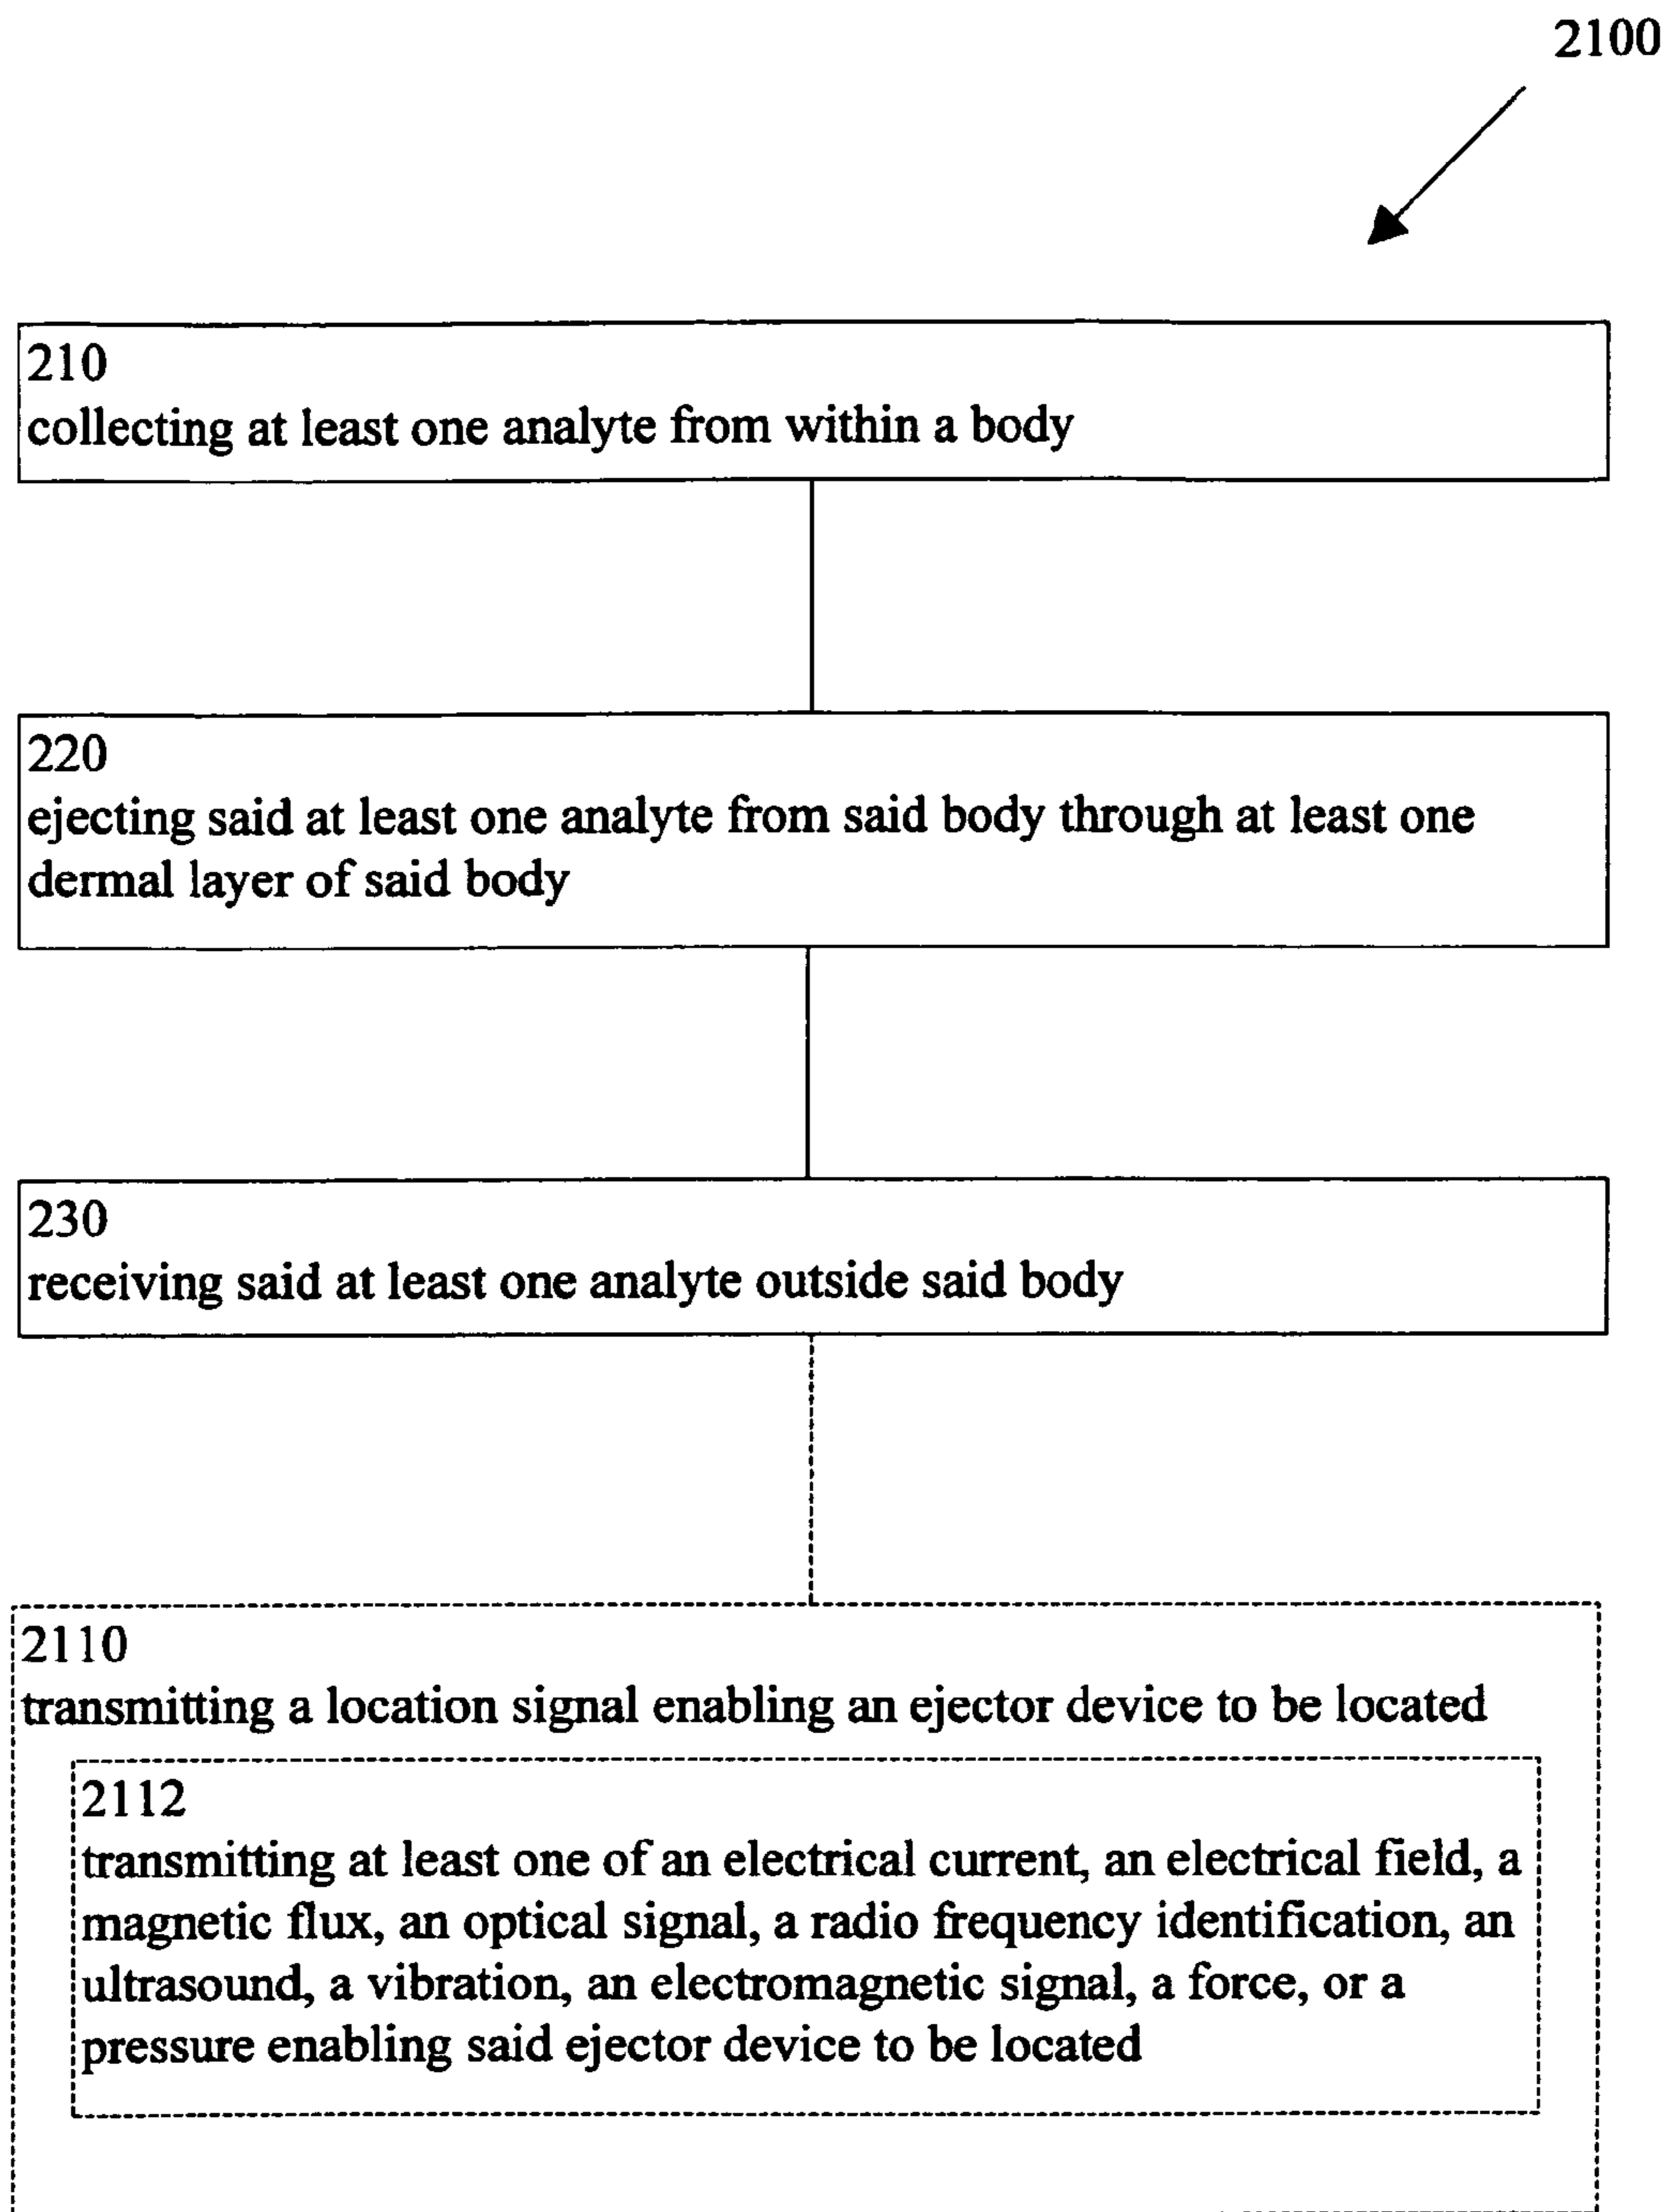 2100
210
collecting at least one analyte from within a body
220
ejecting said at least one analyte from said body through at least one
dermal layer of said body
230
receiving said at least one analyte outside said body
2110
transmitting a location signal enabling an ejector device to be located
2112
transmitting at least one of an electrical current, an electrical field, a
magnetic flux, an optical signal, a radio frequency identification, an
ultrasound, a vibration, an electromagnetic signal, a force, or a
pressure enabling said ejector device to be located